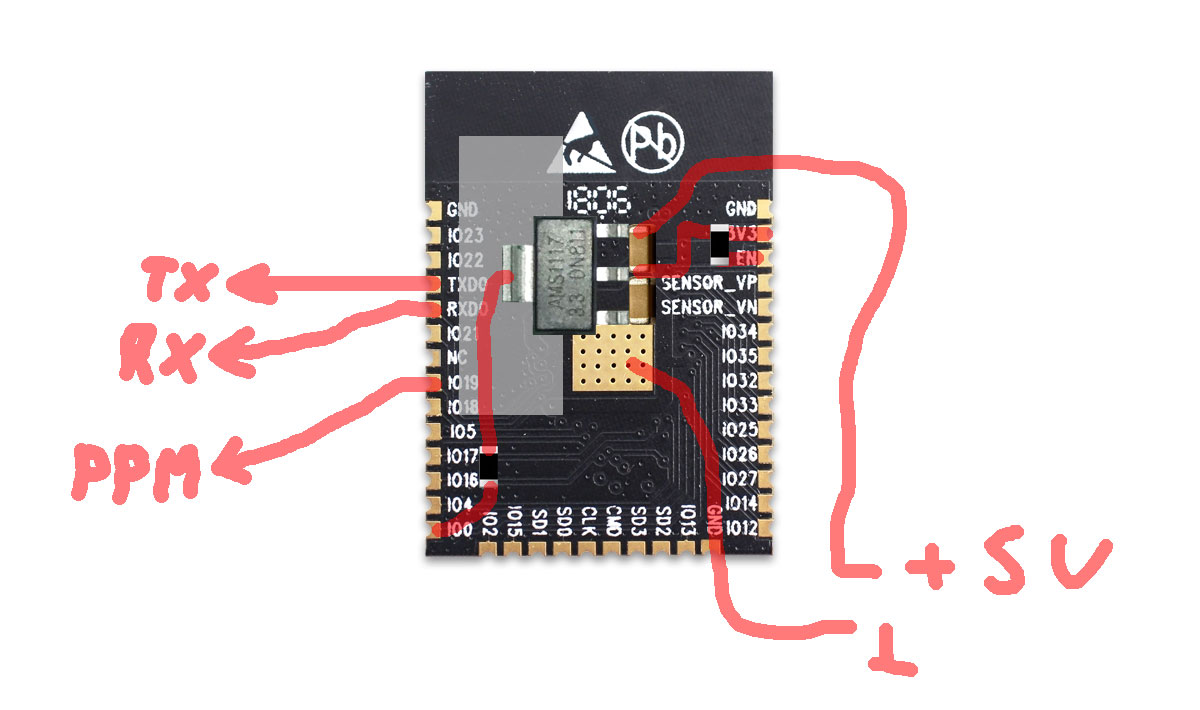 Pb
1806
GND
IO23
IO22
TXD0
RXD0
IO21
NC
IO19
IO18
IO5
IO17
IO16
IO4
IO0
AMS1117
3.3 DN811
GND
3V3
EN
SENSOR_VP
SENSOR_VN
IO34
IO35
IO32
IO33
IO25
IO26
IO27
IO14
IO12
IO2
IO15
SD1
SD0
CLK
CMD
SD3
SD2
IO13
GND
TX
RX
PPM
+5V